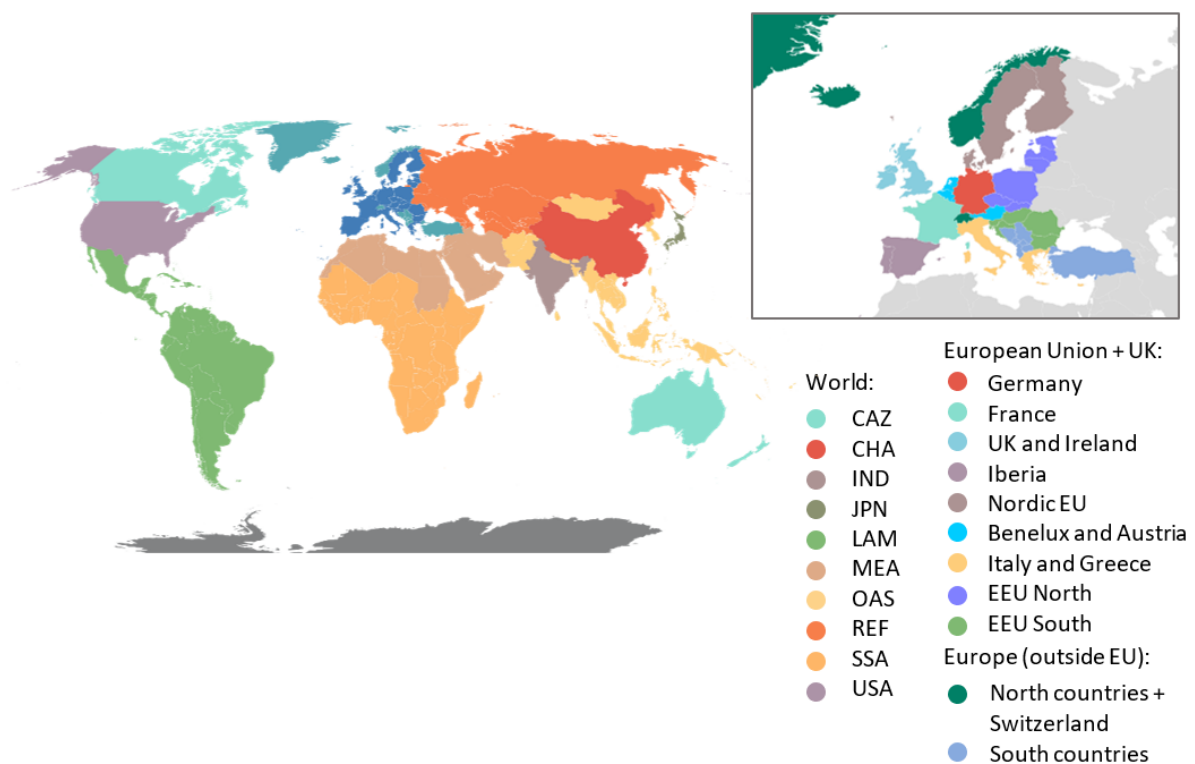 World:
CAZ
CHA
IND
JPN
LAM
MEA
OAS
REF
SSA
USA
European Union + UK:
Germany
France
UK and Ireland
Iberia
Nordic EU
Benelux and Austria
Italy and Greece
EEU North
EEU South
Europe (outside EU):
North countries +
Switzerland
South countries